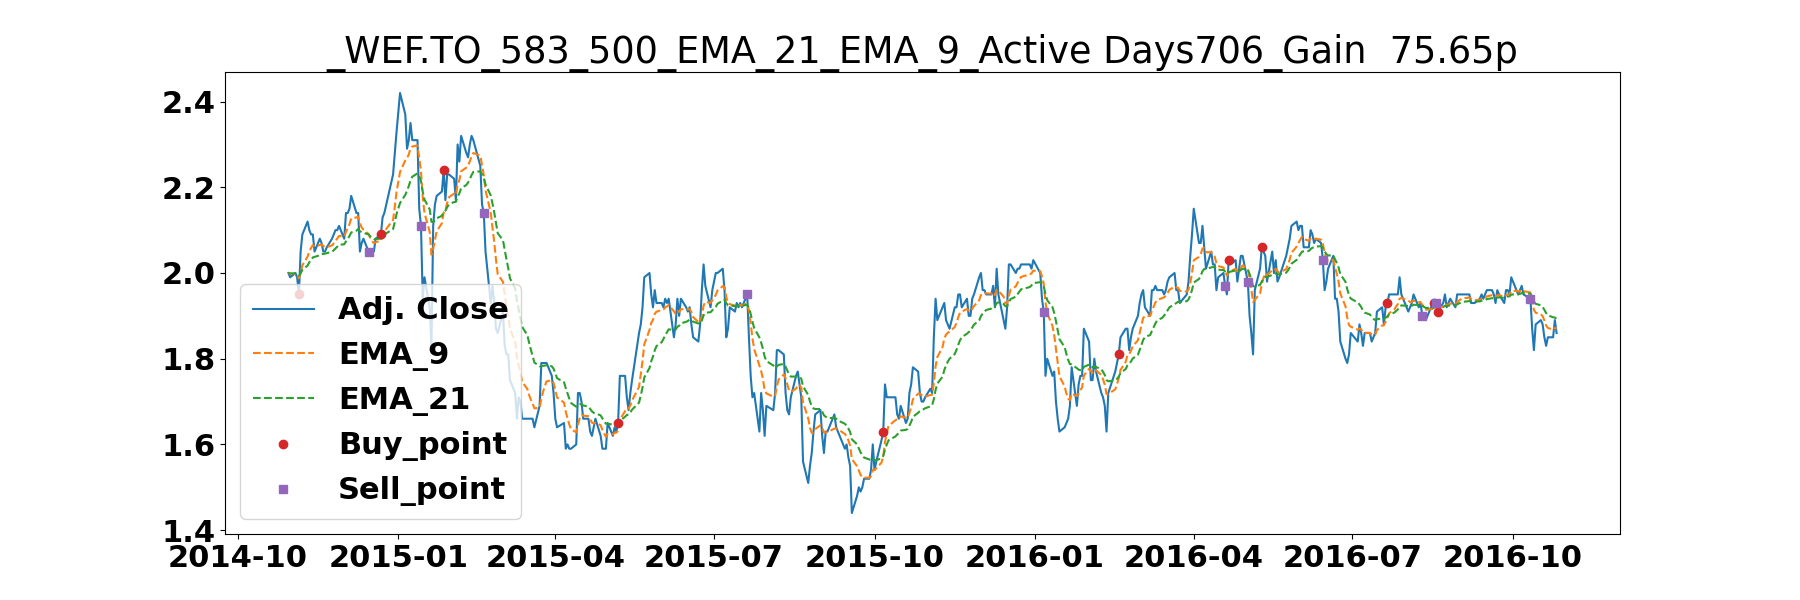 _WEF.TO_583_500_EMA_21_EMA_9_Active Days706_Gain  75.65p
2.4
2.2
2.0
1.8
1.6
1.4
Adj. Close
EMA_9
EMA_21
Buy_point
Sell_point
2014-10 2015-01 2015-04 2015-07 2015-10 2016-01 2016-04 2016-07 2016-10